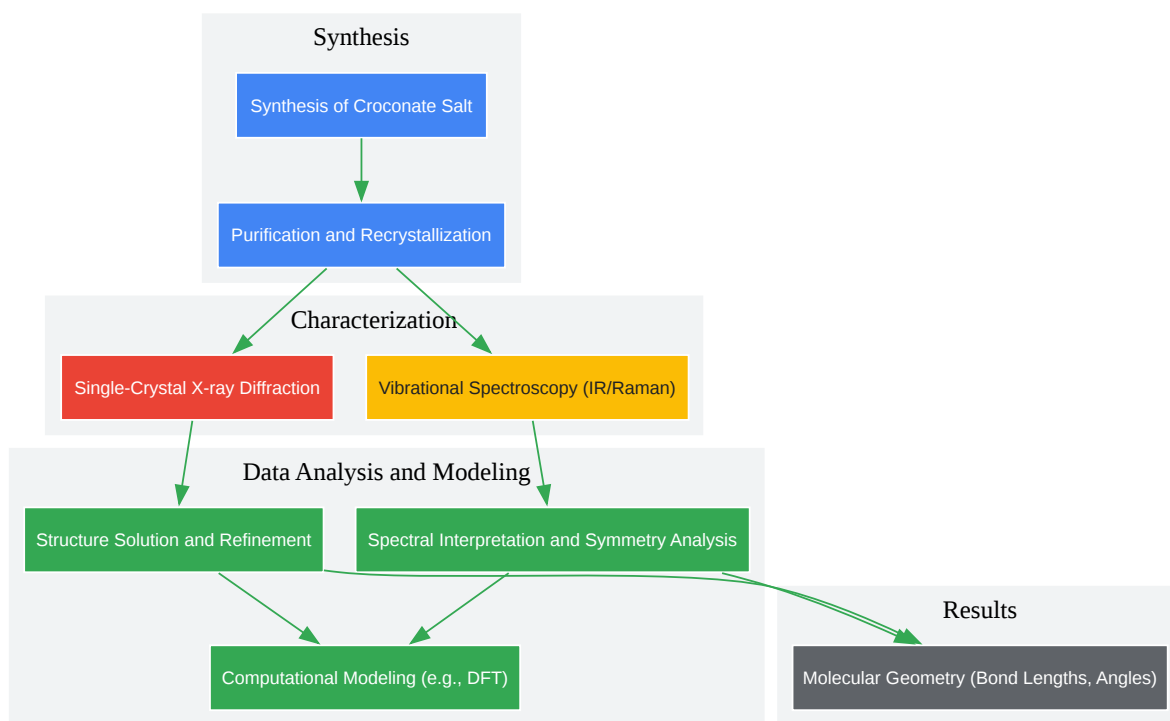 Synthesis
Synthesis of Croconate Salt
Purification and Recrystallization
Characterization
Single-Crystal X-ray Diffraction
Vibrational Spectroscopy (IR/Raman)
Data Analysis and Modeling
Structure Solution and Refinement
Spectral Interpretation and Symmetry Analysis
Computational Modeling (e.g., DFT)
Results
Molecular Geometry (Bond Lengths, Angles)